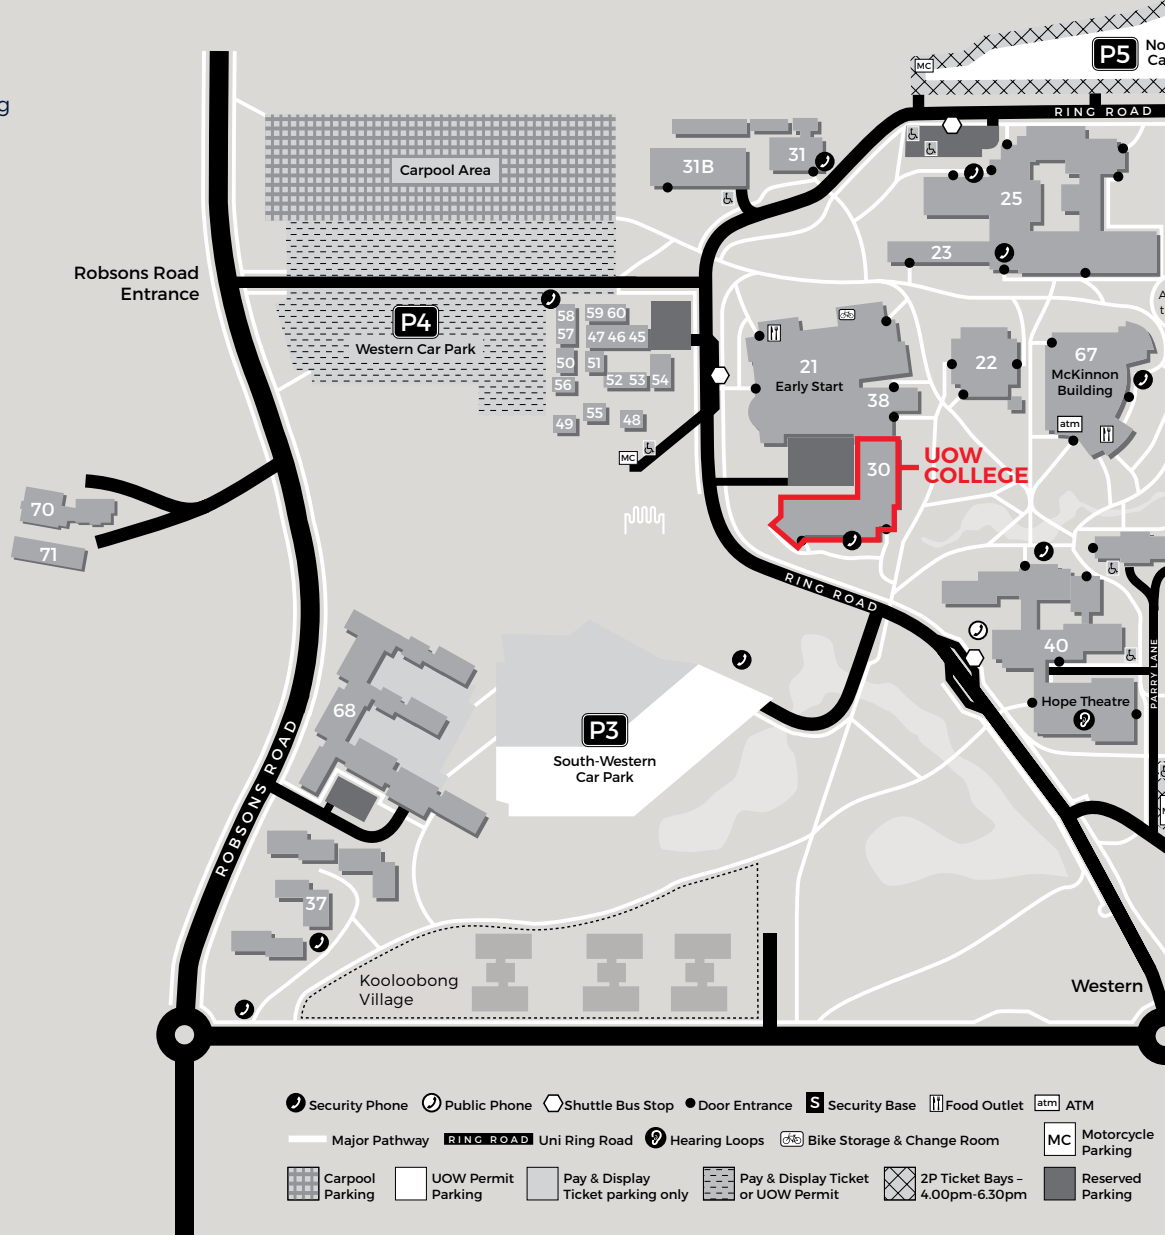 g
MC
P5
No
Ca
RING ROAD
Carpool Area
31B
31
25
23
Robsons Road
Entrance
P4
Western Car Park
58
59 60
57
47 46 45
50
51
56
52 53 54
55
49
48
MC
21
Early Start
38
22
67
McKinnon
Building
atm
A
t
30
UOW
COLLEGE
70
71
RING ROAD
40
Hope Theatre
PARRY LANE
68
P3
South-Western
Car Park
ROBSONS ROAD
37
Kooloobong
Village
Western
Security Phone
Public Phone
Shuttle Bus Stop
Door Entrance
S
Security Base
Food Outlet
atm
ATM
Major Pathway
RING ROAD
Uni Ring Road
Hearing Loops
Bike Storage & Change Room
MC
Motorcycle
Parking
Carpool
Parking
UOW Permit
Parking
Pay & Display
Ticket parking only
Pay & Display Ticket
or UOW Permit
2P Ticket Bays –
4.00pm-6.30pm
Reserved
Parking